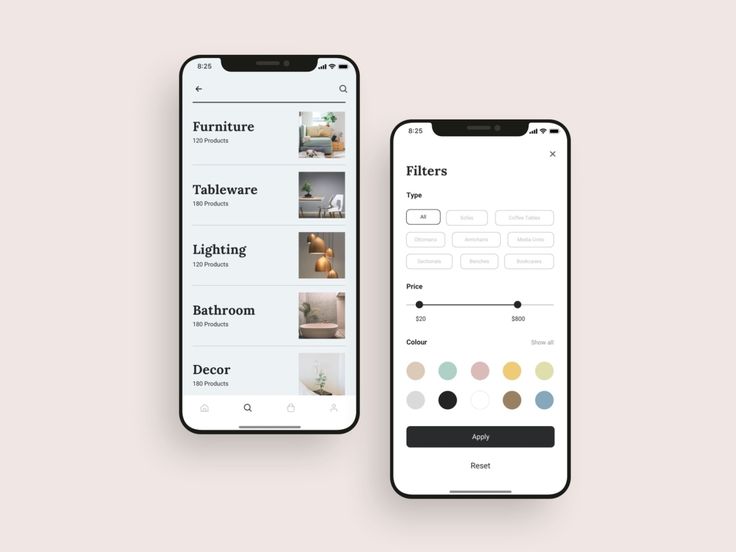 8:25
Furniture
120 Products
Tableware
180 Products
Lighting
120 Products
Bathroom
180 Products
Decor
180 Products
8:25
Filters
Type
All
Sofas
Coffee Tables
Ottomans
Armchairs
Media Units
Sectionals
Benches
Bookcases
Price
$20
$800
Colour
Show all
Apply
Reset